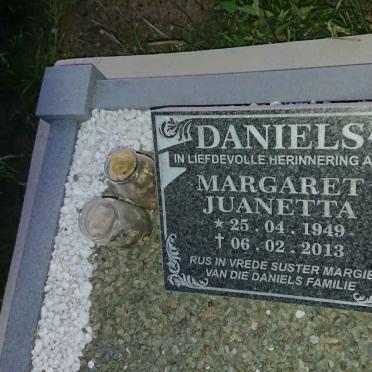 DANIELS
IN LIEFDEVOLLE HERINNERING
MARGARET
JUANETTA
★ 25 . 04 . 1949
✝ 06 . 02 . 2013
RUS IN VREDE SUSTER MARGIE
VAN DIE DANIELS FAMILIE